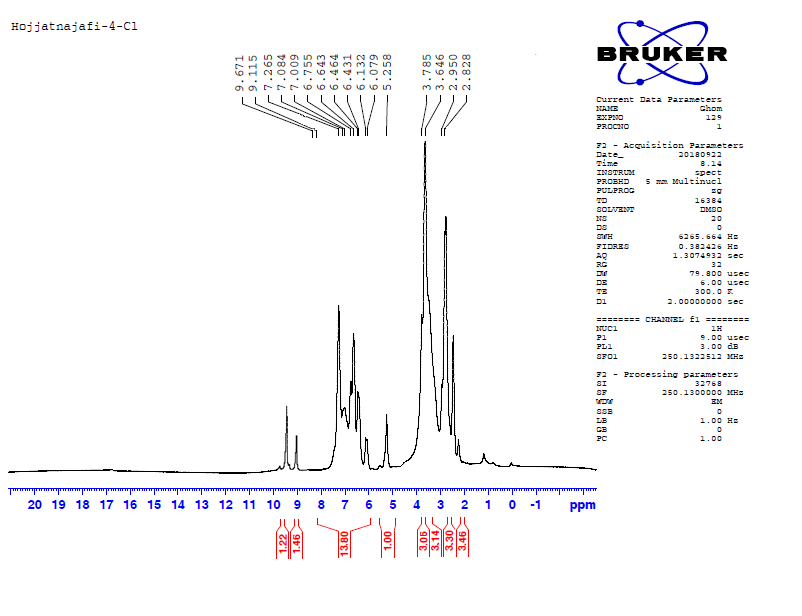 Hojjatnajafi-4-Cl
9.671
9.115
7.265
7.084
7.009
6.755
6.643
6.464
6.431
6.132
6.079
5.258
3.785
3.646
2.950
2.828
BRUKER
Current Data Parameters
NAME Ghom
EXPNO 129
PROCNO 1
F2 - Acquisition Parameters
Date_ 20180922
Time 8.14
INSTRUM spect
PROBHD 5 mm Multinucl
PULPROG zg
TD 16384
SOLVENT DMSO
NS 20
DS 0
SWH 6265.664 Hz
FIDRES 0.382426 Hz
AQ 1.3074932 sec
RG 32
DW 79.800 usec
DE 6.00 usec
TE 300.0 K
D1 2.00000000 sec
======== CHANNEL f1 ========
NUC1 1H
P1 9.00 usec
PL1 3.00 dB
SFO1 250.1322512 MHz
F2 - Processing parameters
SI 32768
SF 250.1300000 MHz
WDW EM
SSB 0
LB 1.00 Hz
GB 0
PC 1.00
20 19 18 17 16 15 14 13 12 11 10 9 8 7 6 5 4 3 2 1 0 -1 ppm
1.22
1.46
13.80
1.00
3.06
3.14
3.30
3.46